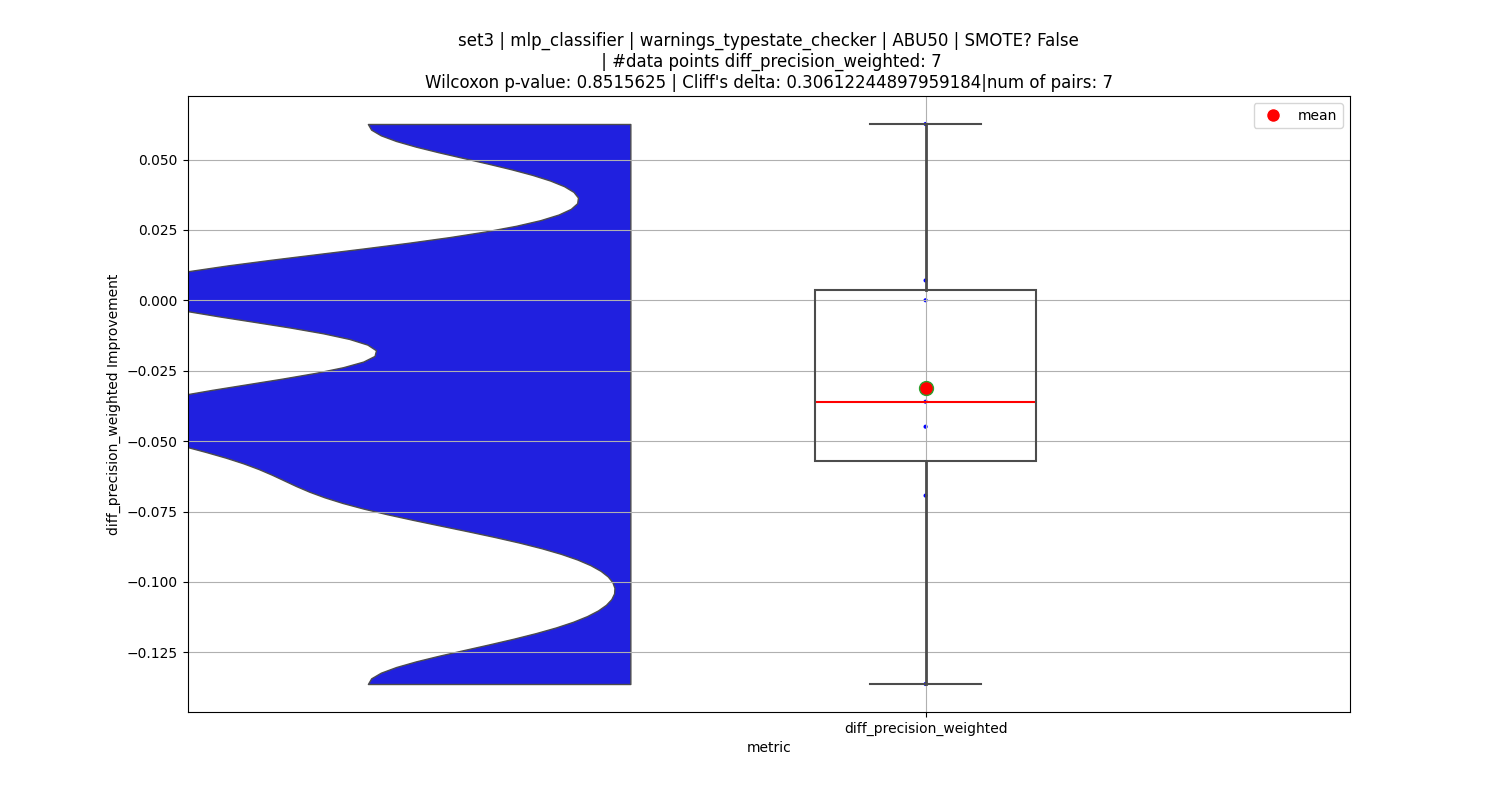 set3 | mlp_classifier | warnings_typestate_checker | ABU50 | SMOTE? False
| #data points diff_precision_weighted: 7
Wilcoxon p-value: 0.8515625 | Cliff's delta: 0.30612244897959184|num of pairs: 7
mean
0.050
0.025
0.000
−0.025
−0.050
−0.075
−0.100
−0.125
diff_precision_weighted Improvement
diff_precision_weighted
metric